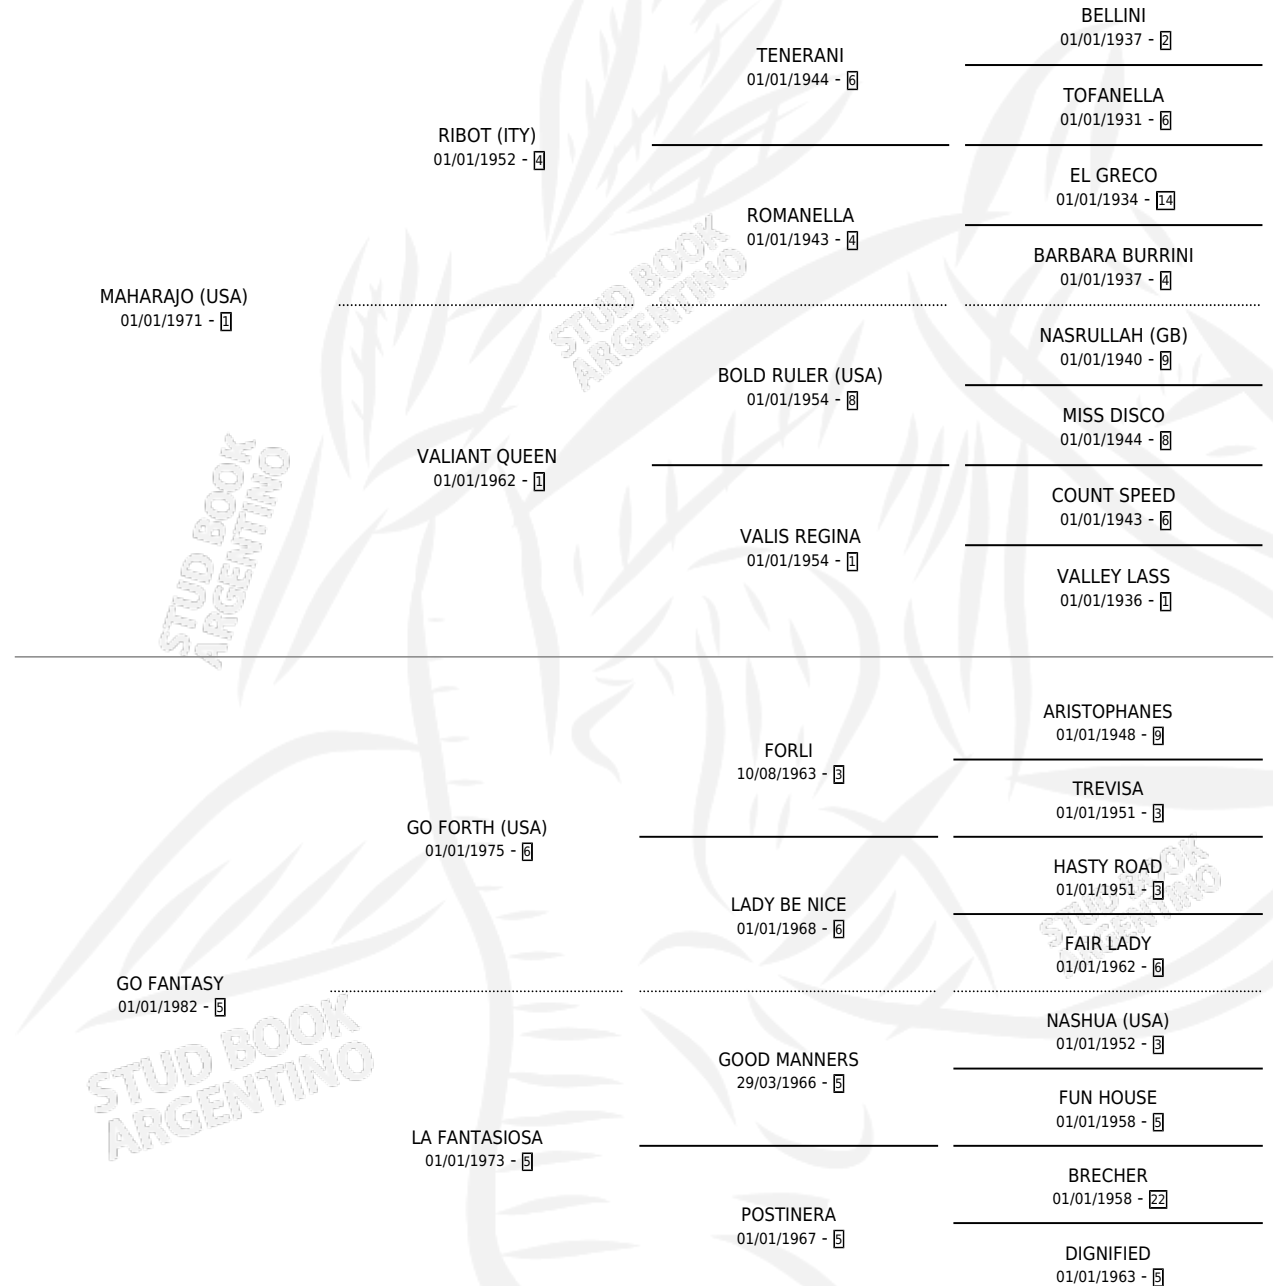 BELLINI
01/01/1937 - 2
TENERANI
01/01/1944 - 6
TOFANELLA
01/01/1931 - 6
RIBOT (ITY)
01/01/1952 - 4
EL GRECO
01/01/1934 - 14
ROMANELLA
01/01/1943 - 4
BARBARA BURRINI
01/01/1937 - 4
MAHARAJO (USA)
01/01/1971 - 1
NASRULLAH (GB)
01/01/1940 - 9
BOLD RULER (USA)
01/01/1954 - 8
MISS DISCO
01/01/1944 - 8
VALIANT QUEEN
01/01/1962 - 1
COUNT SPEED
01/01/1943 - 6
VALIS REGINA
01/01/1954 - 1
VALLEY LASS
01/01/1936 - 1
ARISTOPHANES
01/01/1948 - 9
FORLI
10/08/1963 - 3
TREVISA
01/01/1951 - 3
GO FORTH (USA)
01/01/1975 - 6
HASTY ROAD
01/01/1951 - 3
LADY BE NICE
01/01/1968 - 6
FAIR LADY
01/01/1962 - 6
GO FANTASY
01/01/1982 - 5
NASHUA (USA)
01/01/1952 - 3
GOOD MANNERS
29/03/1966 - 5
FUN HOUSE
01/01/1958 - 5
LA FANTASIOSA
01/01/1973 - 5
BRECHER
01/01/1958 - 22
POSTINERA
01/01/1967 - 5
DIGNIFIED
01/01/1963 - 5
STUD BOOK
ARGENTINO
STUD BOOK
ARGENTINO
STUD BOOK
ARGENTINO
STUD BOOK
ARGENTINO